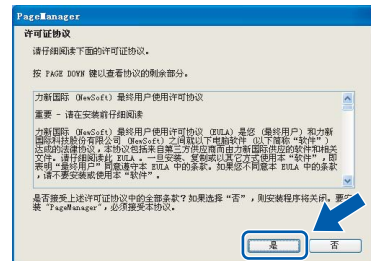 PageManager
许可证协议
请仔细阅读下面的许可证协议。
按 PAGE DOWN 键以查看协议的剩余部分。
力新国际 (NewSoft) 最终用户使用许可协议
重要 - 请在安装前仔细阅读
力新国际 (NewSoft) 最终用户使用许可协议 (EULA) 是您 (最终用户) 和力新
国际科技股份有限公司 (NewSoft) 之间就以下电脑软件 (以下简称“软件”)
达成的法律协议，本协议包括来自第三方供应商而由力新国际供应的软件和相关
文件。请仔细阅读此 EULA 。一旦安装、复制或以其它方式使用本“软件”，即
表明“最终用户”同意遵守本 EULA 中的条款。如果您不同意本 EULA 中的条款
，请不要安装或使用本“软件”。
是否接受上述许可证协议中的全部条款？如果选择“否”，则安装程序将关闭。要安
装“PageManager”，必须接受本协议。
是
否